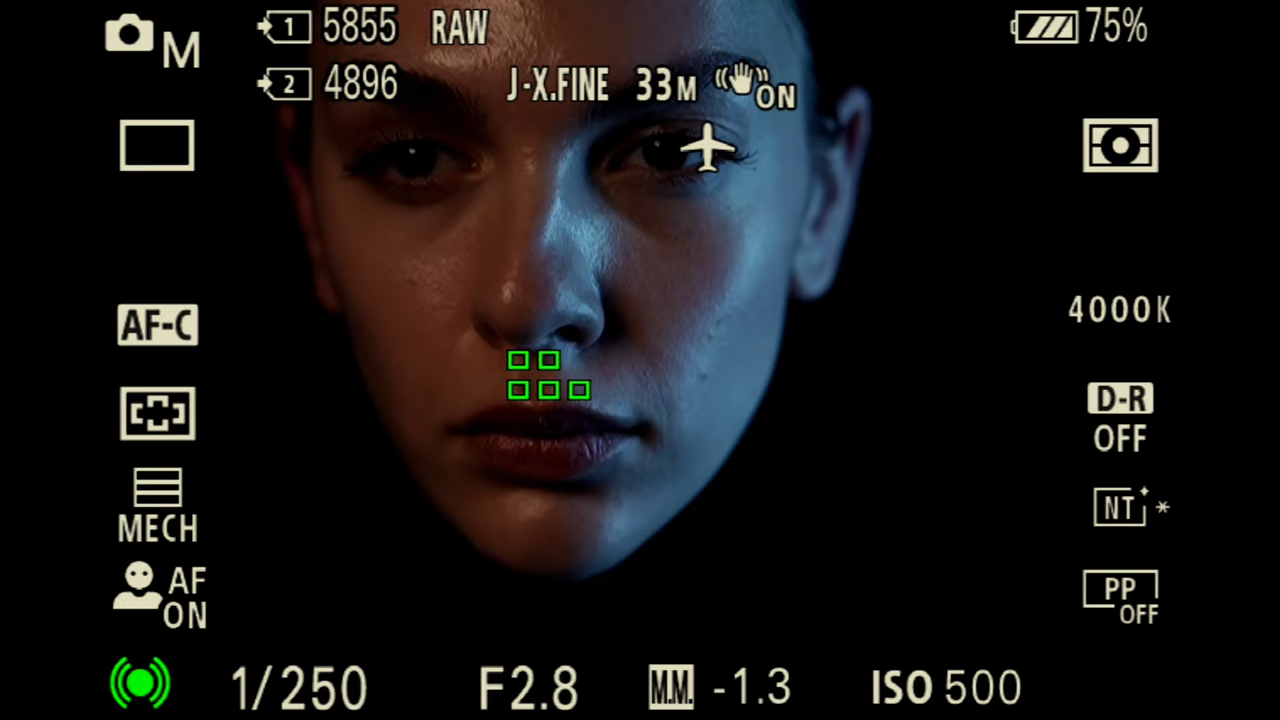 M
1 5855 RAW
75%
2 4896 J-X.FINE 33M ON
AF-C
4000K
D-R
OFF
MECH
NT *
AF
ON
PP
OFF
1/250 F2.8 M.M. -1.3 ISO 500